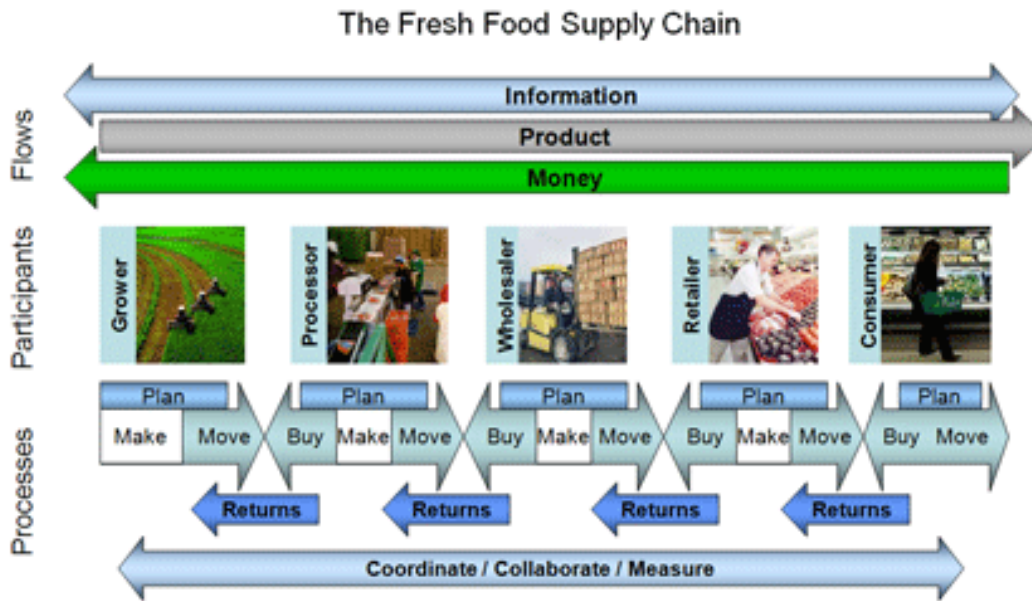 The Fresh Food Supply Chain
Flows
Information
Product
Money
Participants
Grower
Processor
Wholesaler
Retailer
Consumer
Processes
Plan
Plan
Plan
Plan
Plan
Make Move Buy Make Move Buy Make Move Buy Make Move Buy Move
Returns
Returns
Returns
Returns
Coordinate / Collaborate / Measure